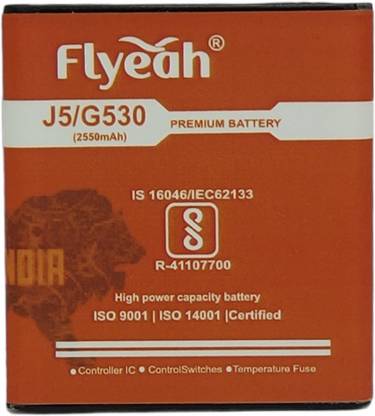 Flyeah®
J5/G530
(2550mAh)
PREMIUM BATTERY
IS 16046/IEC62133
R-41107700
INDIA
High power capacity battery
ISO 9001 | ISO 14001 |Certified
Controller IC ● ControlSwitches ● Temperature Fuse